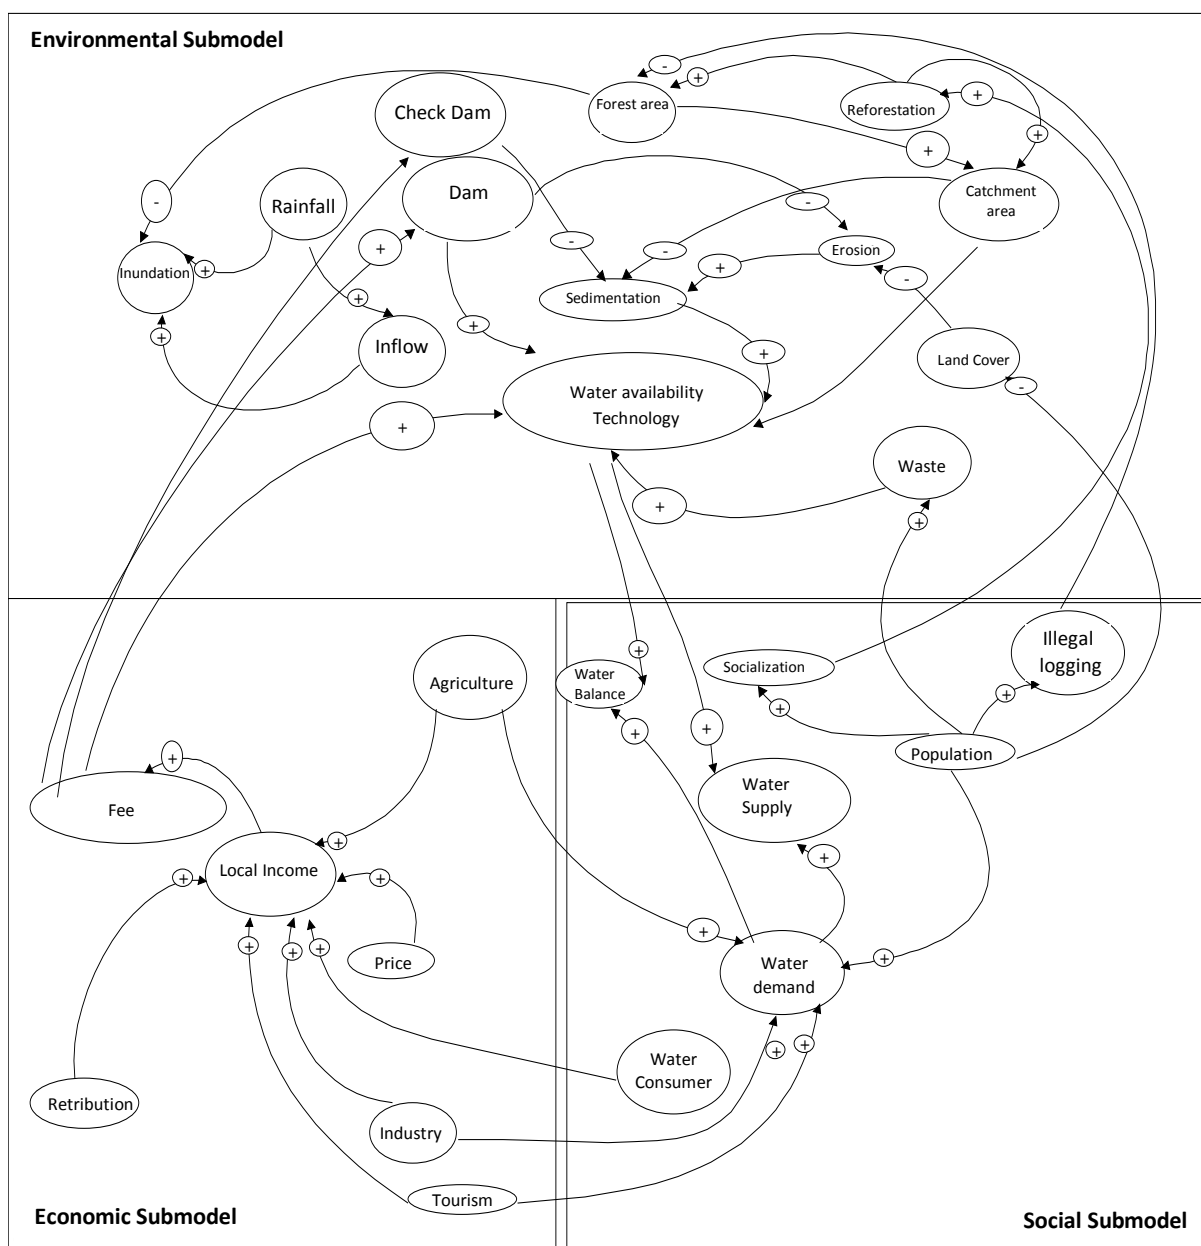 Environmental Submodel
-
+
Forest area
Reforestation
+
Check Dam
+
+
Catchment
area
Dam
-
Rainfall
-
+
-
-
Erosion
Inundation
+
+
-
Sedimentation
+
+
+
Inflow
+
Land Cover
-
Water availability
Technology
+
Waste
+
+
Illegal
logging
+
Socialization
Agriculture
Water
Balance
+
+
+
+
Population
+
Water
Supply
Fee
+
+
Local Income
+
+
+
Price
+
+
+
+
+
Water
demand
+
+
Water
Consumer
Retribution
Industry
Tourism
Economic Submodel
Social Submodel